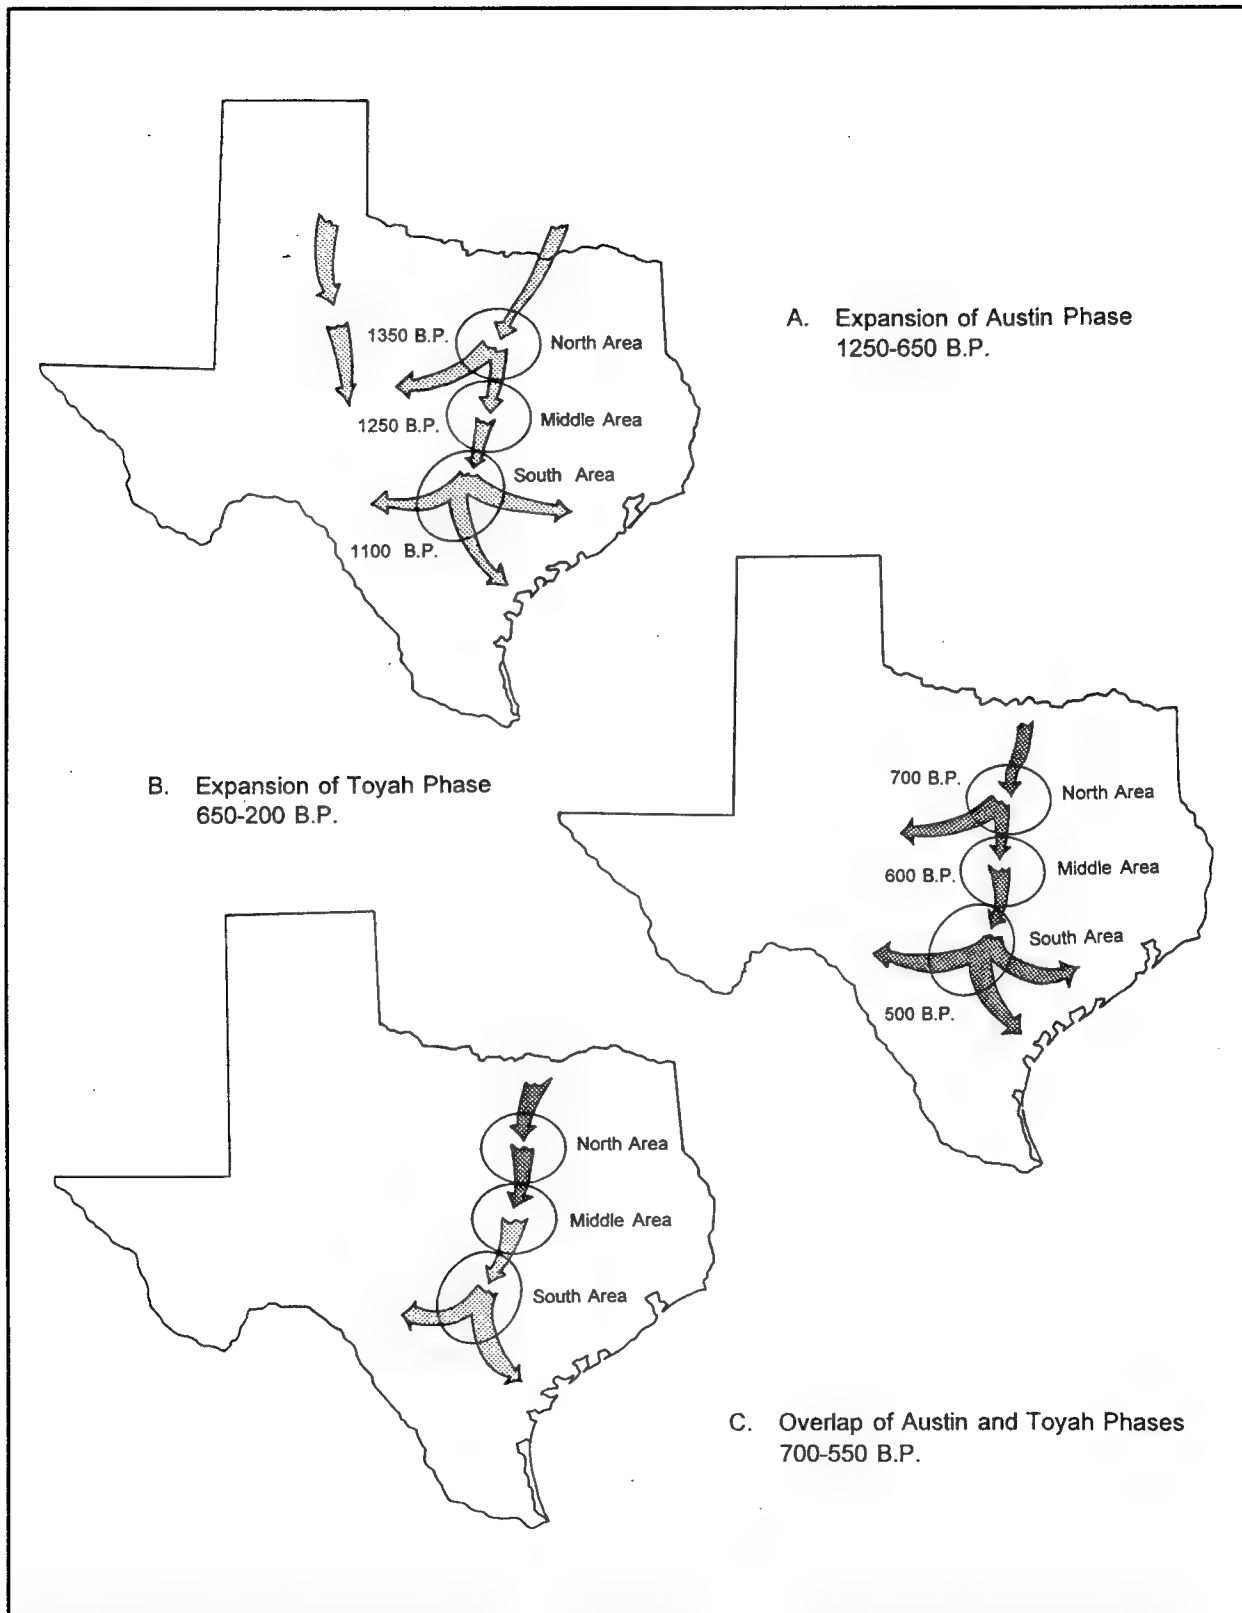 1350 B.P.
North Area
1250 B.P.
Middle Area
South Area
1100 B.P.
A. Expansion of Austin Phase
1250-650 B.P.
B. Expansion of Toyah Phase
650-200 B.P.
700 B.P.
North Area
600 B.P.
Middle Area
South Area
500 B.P.
North Area
Middle Area
South Area
C. Overlap of Austin and Toyah Phases
700-550 B.P.